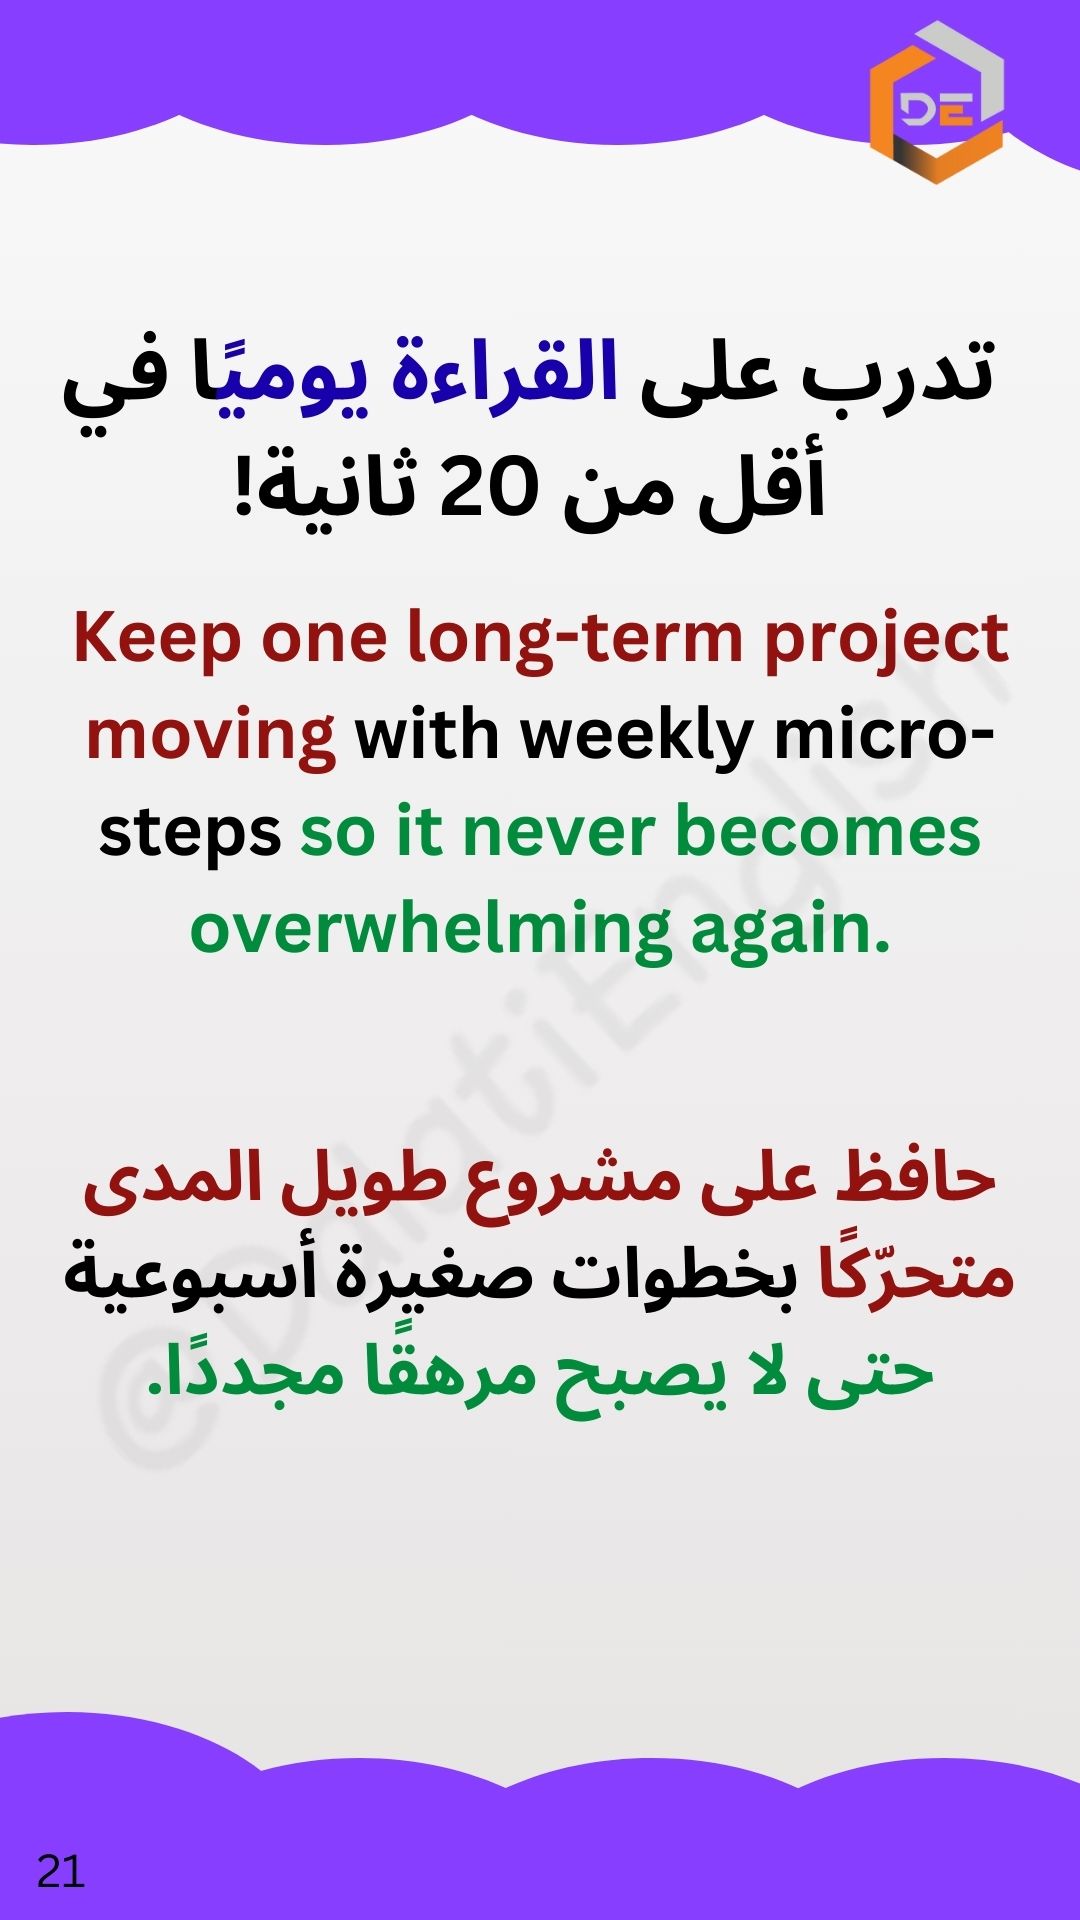 DE
تدرب على القراءة يوميًا في
أقل من 20 ثانية!
Keep one long-term project
moving with weekly micro-
steps so it never becomes
overwhelming again.
@DalatiEnglish
حافظ على مشروع طويل المدى
متحرّكًا بخطوات صغيرة أسبوعية
حتى لا يصبح مرهقًا مجددًا.
21